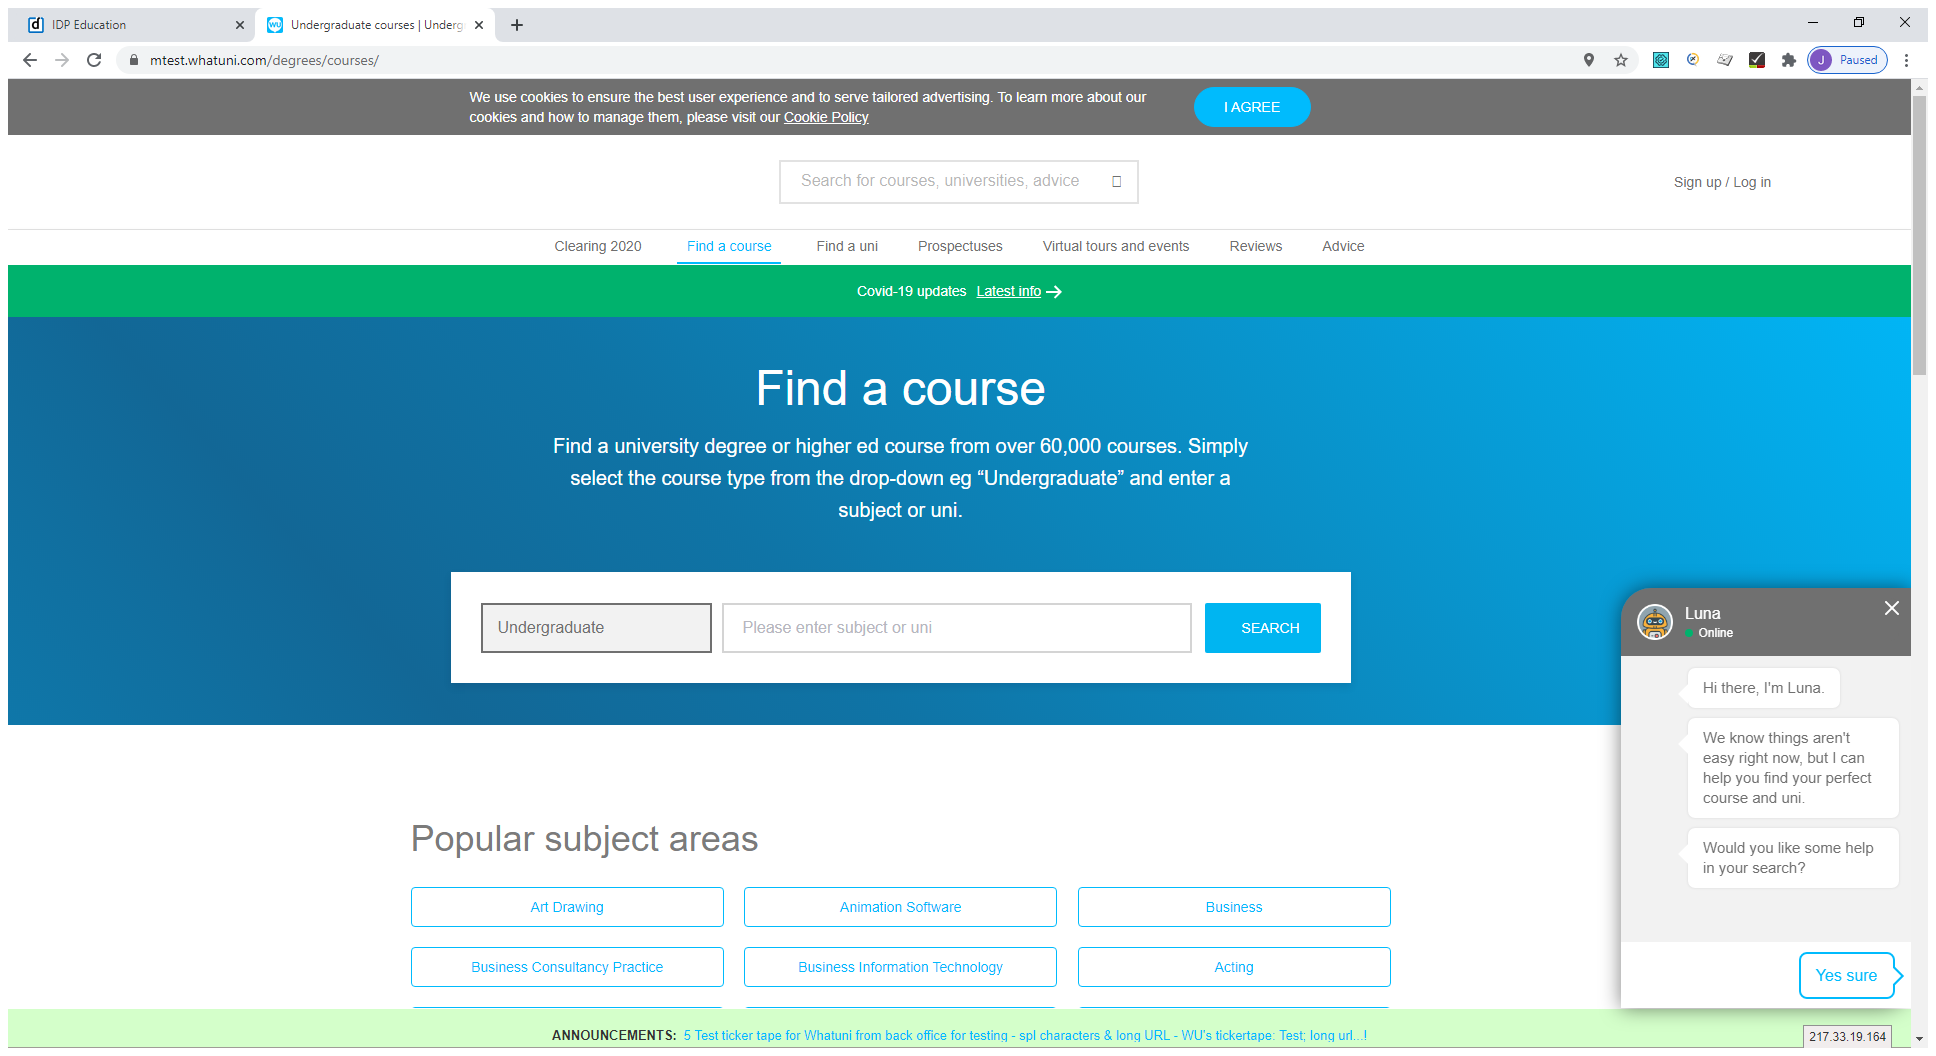 IDP Education
Undergraduate courses | Underg
mtest.whatuni.com/degrees/courses/
J Paused
We use cookies to ensure the best user experience and to serve tailored advertising. To learn more about our
cookies and how to manage them, please visit our Cookie Policy
I AGREE
Search for courses, universities, advice
Sign up / Log in
Clearing 2020 Find a course Find a uni Prospectuses Virtual tours and events Reviews Advice
Covid-19 updates Latest info
Find a course
Find a university degree or higher ed course from over 60,000 courses. Simply
select the course type from the drop-down eg “Undergraduate” and enter a
subject or uni.
Undergraduate
Please enter subject or uni
SEARCH
Popular subject areas
Art Drawing
Animation Software
Business
Business Consultancy Practice
Business Information Technology
Acting
Luna
Online
Hi there, I'm Luna.
We know things aren't
easy right now, but I can
help you find your perfect
course and uni.
Would you like some help
in your search?
Yes sure
ANNOUNCEMENTS: 5 Test ticker tape for Whatuni from back office for testing - spl characters & long URL - WU's tickertape: Test; long url...!
217.33.19.164